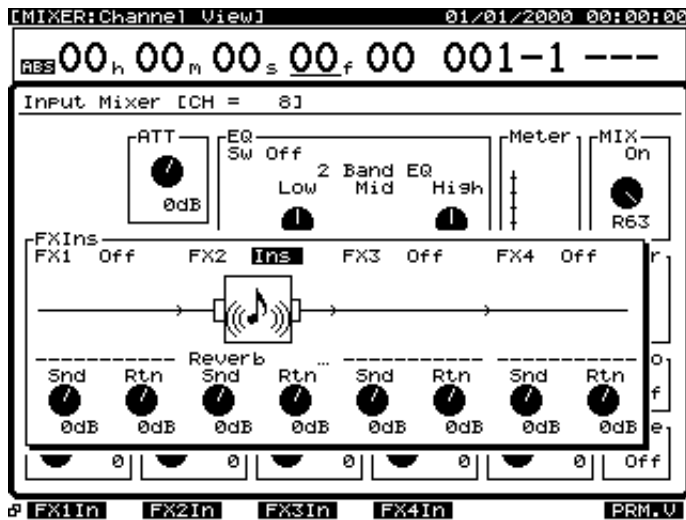 [MIXER:Channel View] 01/01/2000 00:00:00
ABS 00h 00m 00s 00f 00 001-1 ---
Input Mixer [CH = 8]
ATT EQ Meter MIX
Sw Off On
2 Band EQ
Low Mid High
0dB R63
FXIns
FX1 Off FX2 Ins FX3 Off FX4 Off r
Reverb ... o
Snd Rtn Snd Rtn Snd Rtn Snd Rtn
f
0dB 0dB 0dB 0dB 0dB 0dB 0dB 0dB e
0 0 0 0 0 Off
FX1In FX2In FX3In FX4In PRM.V